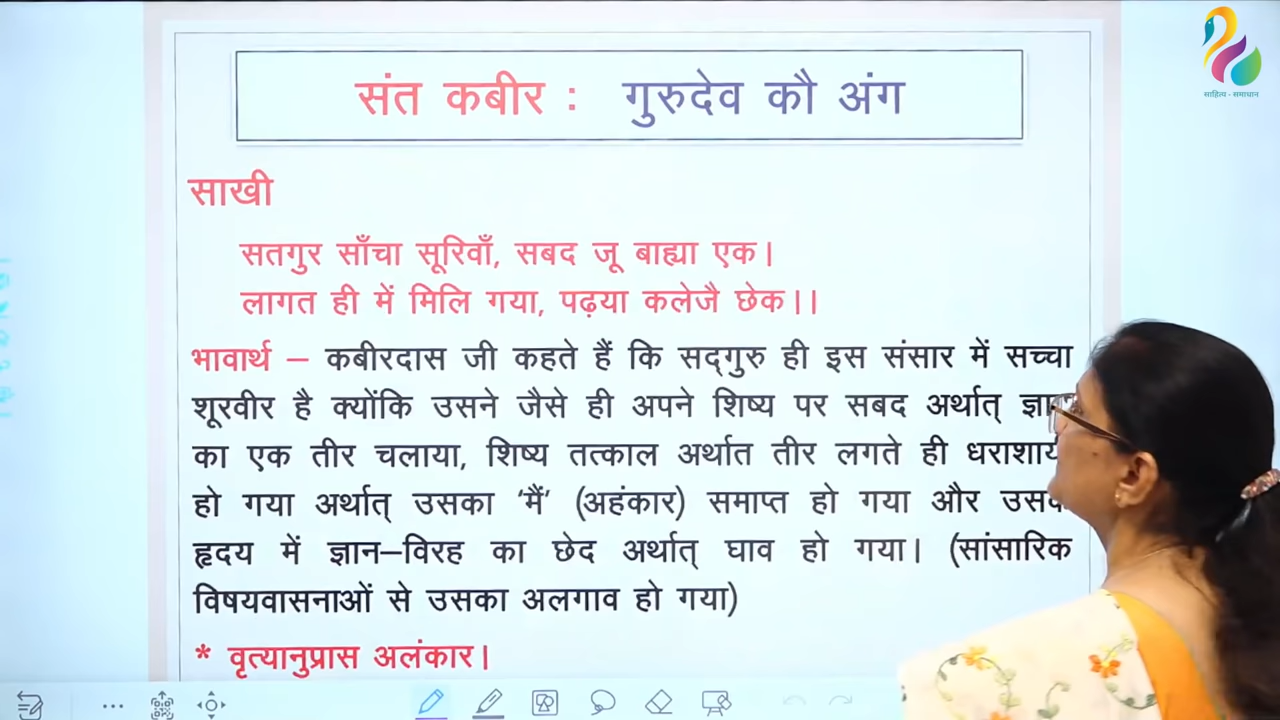 साहित्य - समाधान
संत कबीर : गुरुदेव कौ अंग
साखी
सतगुर साँचा सूरिवाँ, सबद जू बाह्या एक।
लागत ही में मिलि गया, पढ़या कलेजै छेक।।
भावार्थ – कबीरदास जी कहते हैं कि सद्‌गुरु ही इस संसार में सच्चा
शूरवीर है क्योंकि उसने जैसे ही अपने शिष्य पर सबद अर्थात्
का एक तीर चलाया, शिष्य तत्काल अर्थात तीर लगते ही
हो गया अर्थात् उसका ‘मैं’ (अहंकार) समाप्त हो गया और
हृदय में ज्ञान–विरह का छेद अर्थात् घाव हो गया। (सांसारिक
विषयवासनाओं से उसका अलगाव हो गया)
* वृत्यानुप्रास अलंकार।